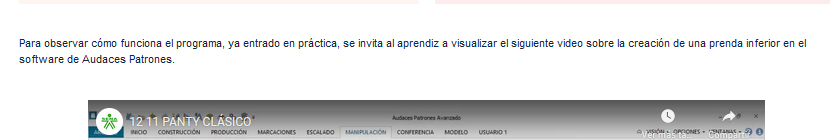 Para observar cómo funciona el programa, ya entrado en práctica, se invita al aprendiz a visualizar el siguiente video sobre la creación de una prenda inferior en el
software de Audaces Patrones.
12 11 PANTY CLÁSICO
Audaces Patrones Avanzado
INICIO CONSTRUCCIÓN PRODUCCIÓN MARCACIONES ESCALADO MANIPULACIÓN CONFERENCIA MODELO USUARIO 1 VISIÓN OPCIONES VENTANAS
Ver más ta... Compartir